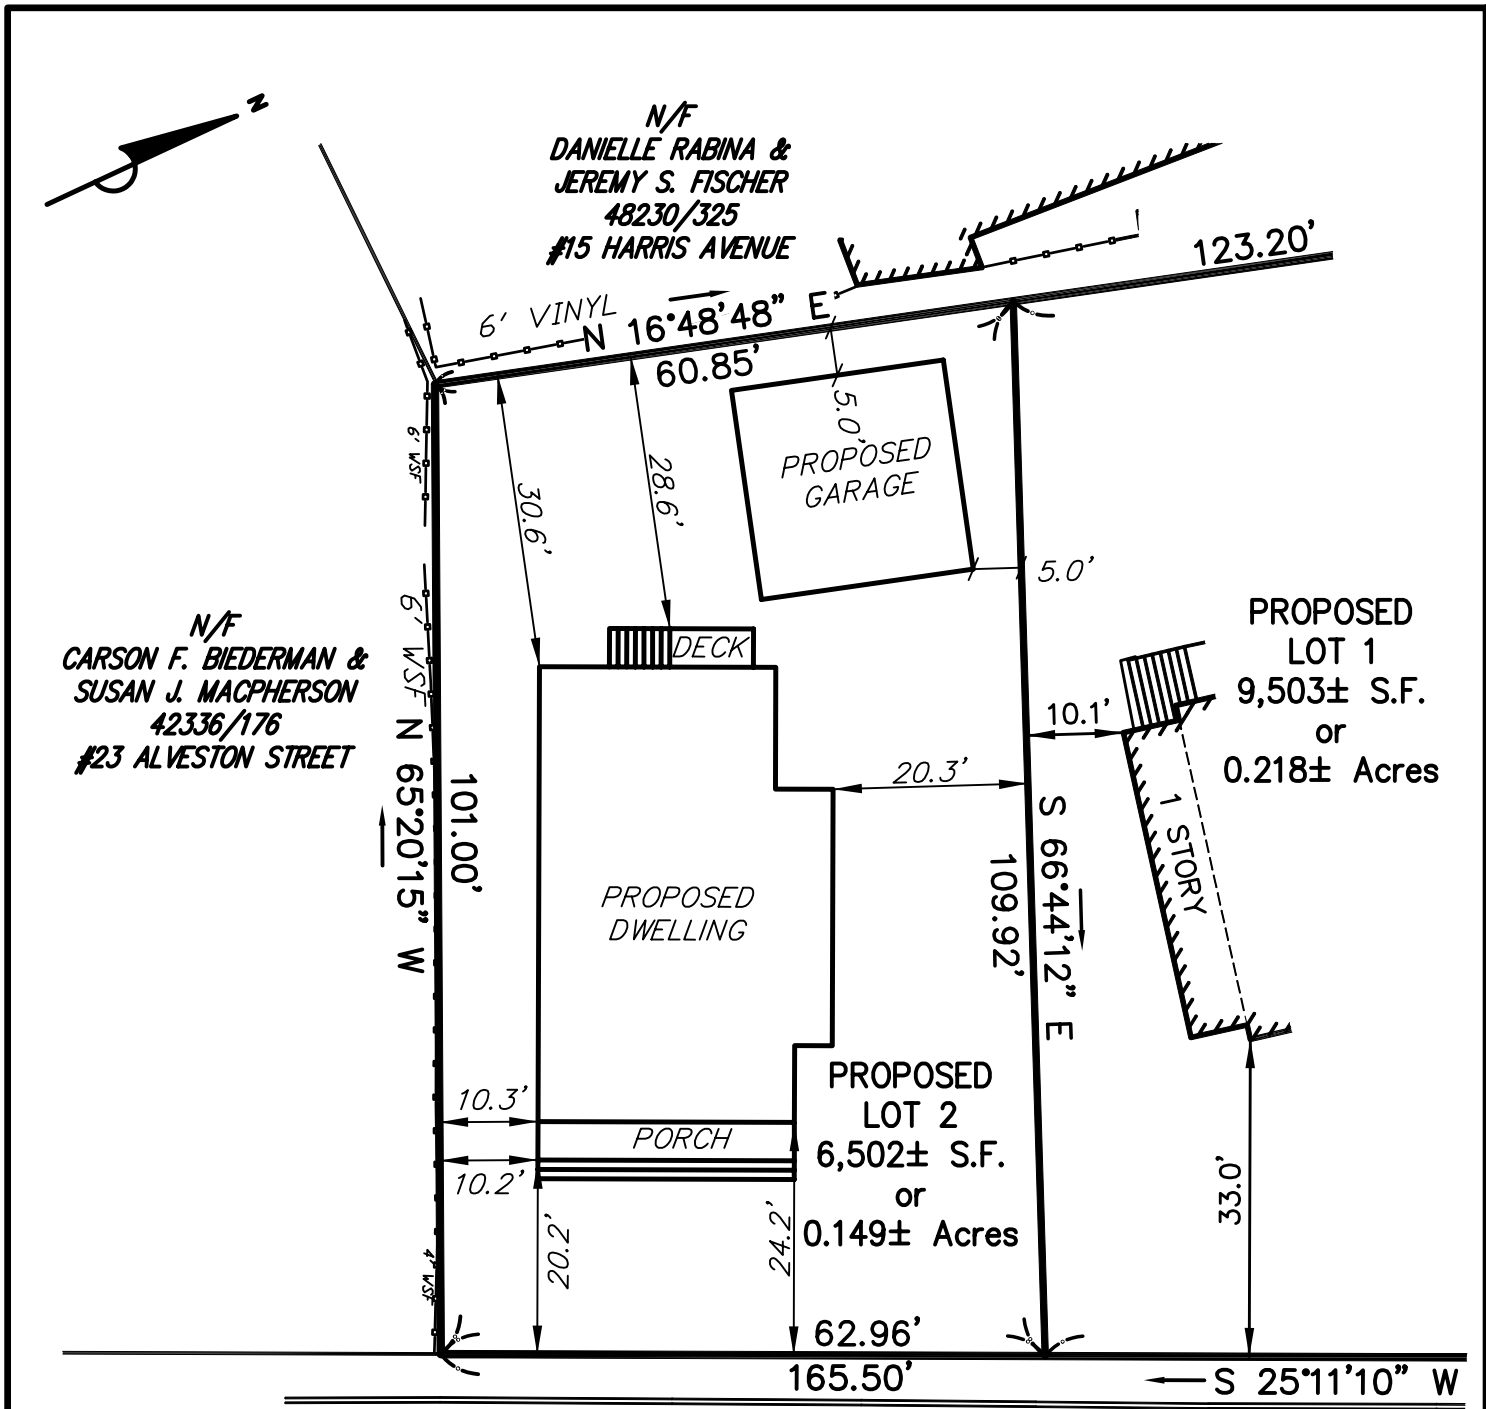 N
N/F
DANIELLE RABINA &
JEREMY S. FISCHER
48230/325
#15 HARRIS AVENUE
123.20'
6' VINYL
N 16°48'48" E
60.85'
6' WSF
30.6'
28.6'
5.0'
PROPOSED
GARAGE
5.0'
N/F
CARSON F. BIEDERMAN &
SUSAN J. MACPHERSON
42336/176
#23 ALVESTON STREET
6' WSF
N 65°20'15" W
101.00'
DECK
PROPOSED
LOT 1
9,503± S.F.
or
0.218± Acres
10.1'
20.3'
1 STORY
S 66°44'12" E
109.92'
PROPOSED
DWELLING
10.3'
PORCH
10.2'
PROPOSED
LOT 2
6,502± S.F.
or
0.149± Acres
20.2'
24.2'
33.0'
4' WSF
62.96'
165.50'
S 25°11'10" W